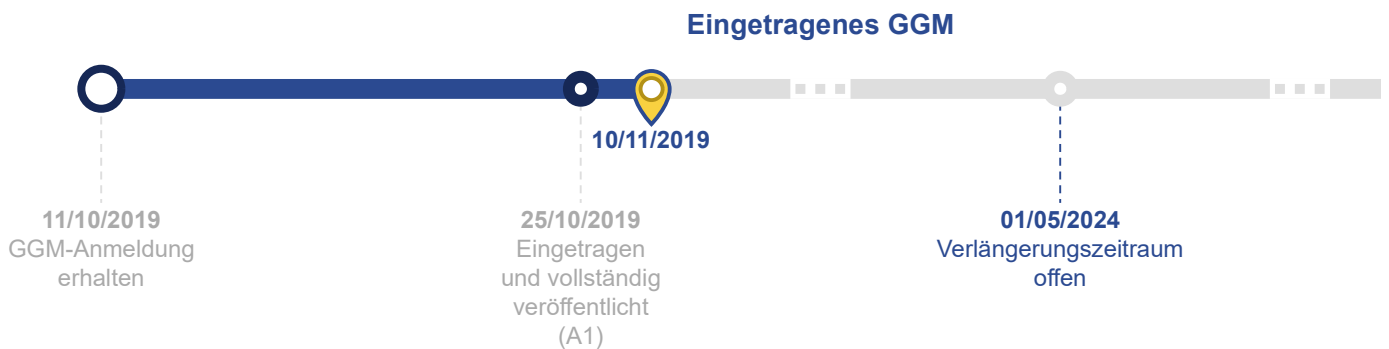 Eingetragenes GGM
10/11/2019
11/10/2019
GGM-Anmeldung
erhalten
25/10/2019
Eingetragen
und vollständig
veröffentlicht
(A1)
01/05/2024
Verlängerungszeitraum
offen